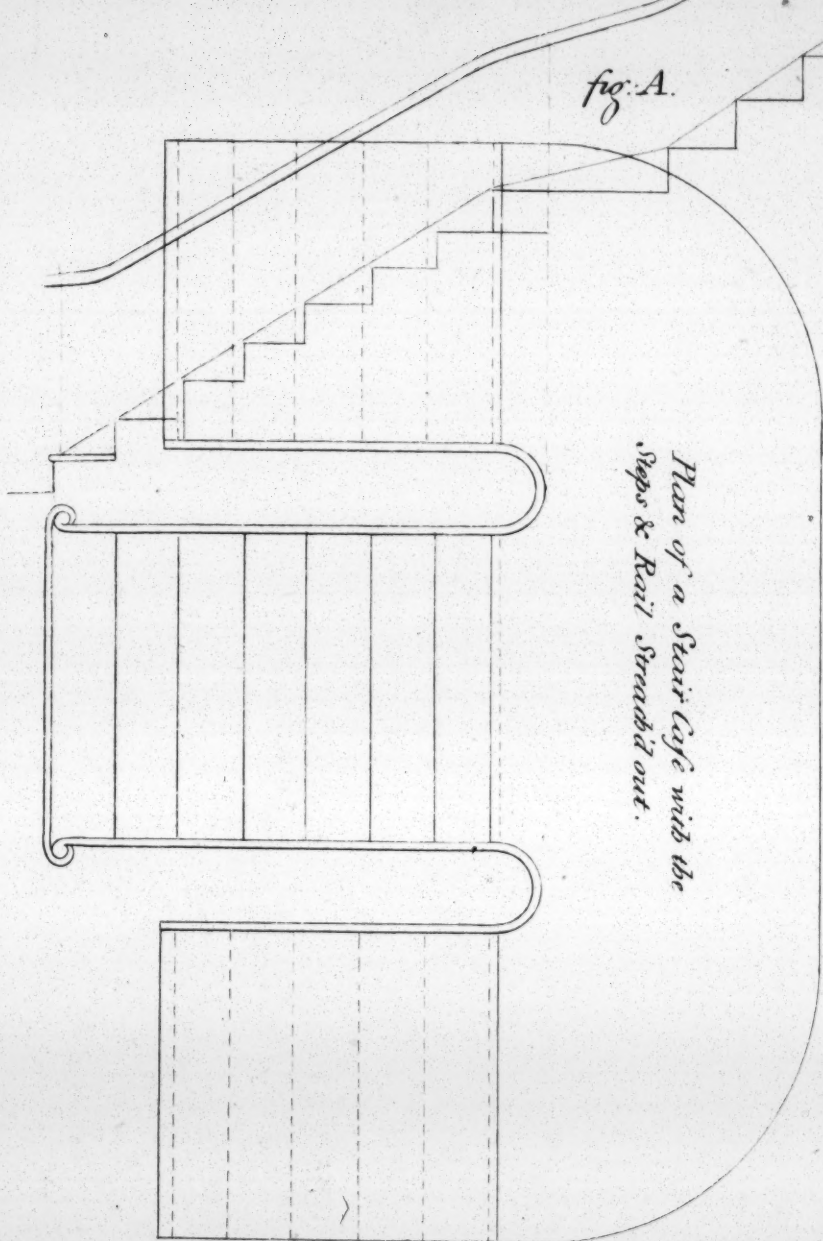 fig: A.
Plan of a Stair Case with the
Steps & Rail Streach'd out.